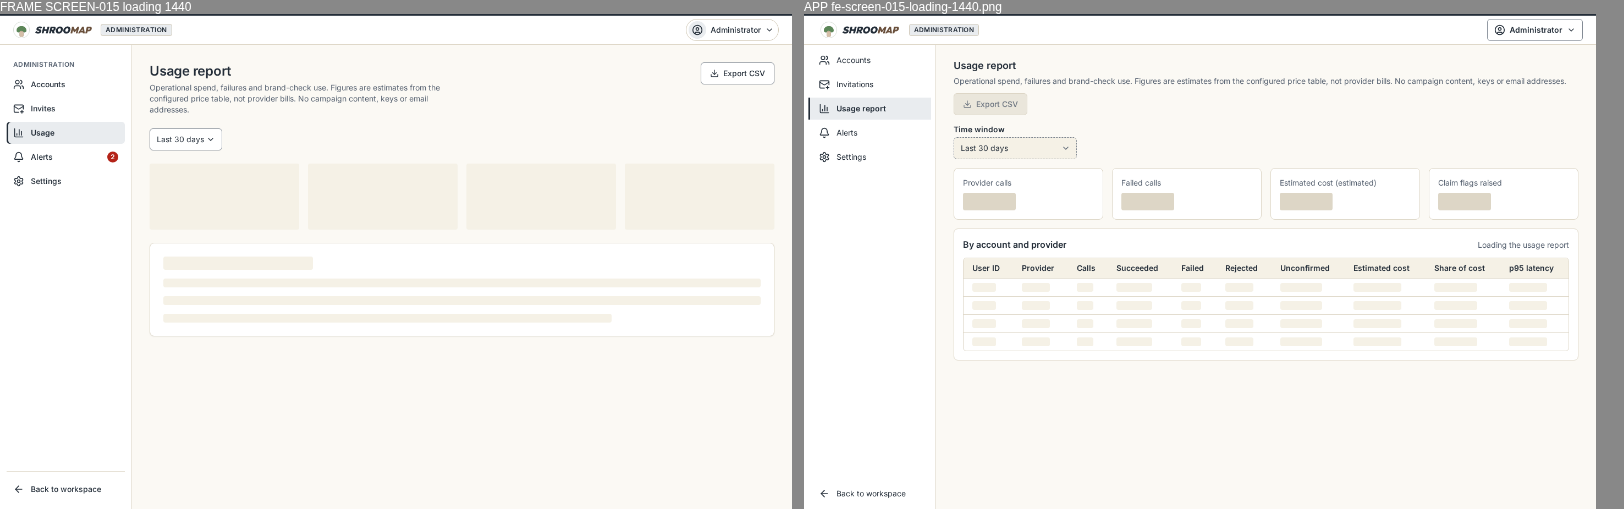 FRAME SCREEN-015 loading 1440
SHROOMAP
ADMINISTRATION
Administrator
ADMINISTRATION
Accounts
Invites
Usage
Alerts
2
Settings
Back to workspace
Usage report
Operational spend, failures and brand-check use. Figures are estimates from the
configured price table, not provider bills. No campaign content, keys or email
addresses.
Export CSV
Last 30 days
APP fe-screen-015-loading-1440.png
SHROOMAP
ADMINISTRATION
Administrator
Accounts
Invitations
Usage report
Alerts
Settings
Back to workspace
Usage report
Operational spend, failures and brand-check use. Figures are estimates from the configured price table, not provider bills. No campaign content, keys or email addresses.
Export CSV
Time window
Last 30 days
Provider calls
Failed calls
Estimated cost (estimated)
Claim flags raised
By account and provider
Loading the usage report
User ID Provider Calls Succeeded Failed Rejected Unconfirmed Estimated cost Share of cost p95 latency